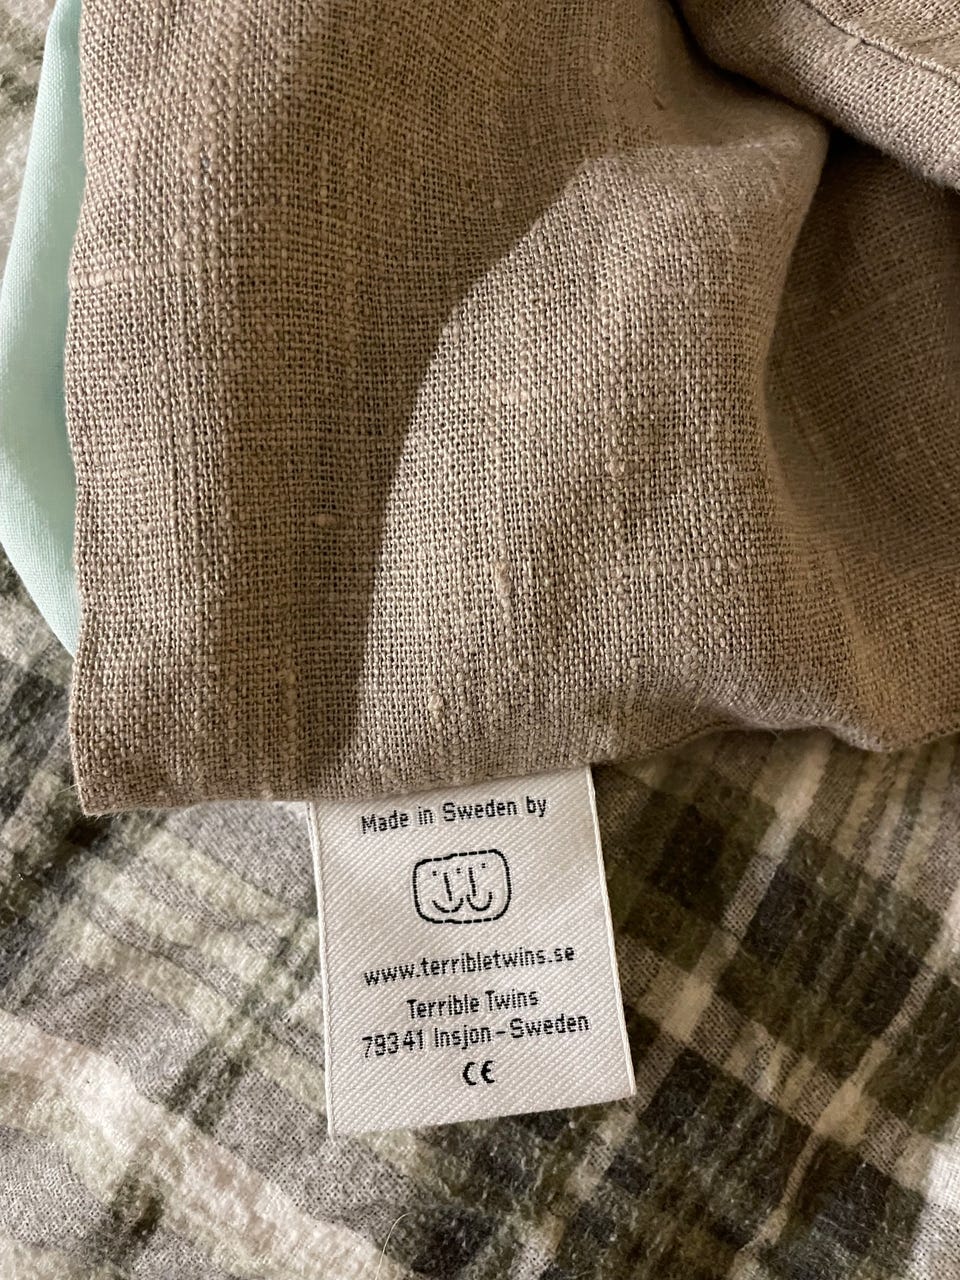 Made in Sweden by
www.terribletwins.se
Terrible Twins
79341 Insjon-Sweden
CE